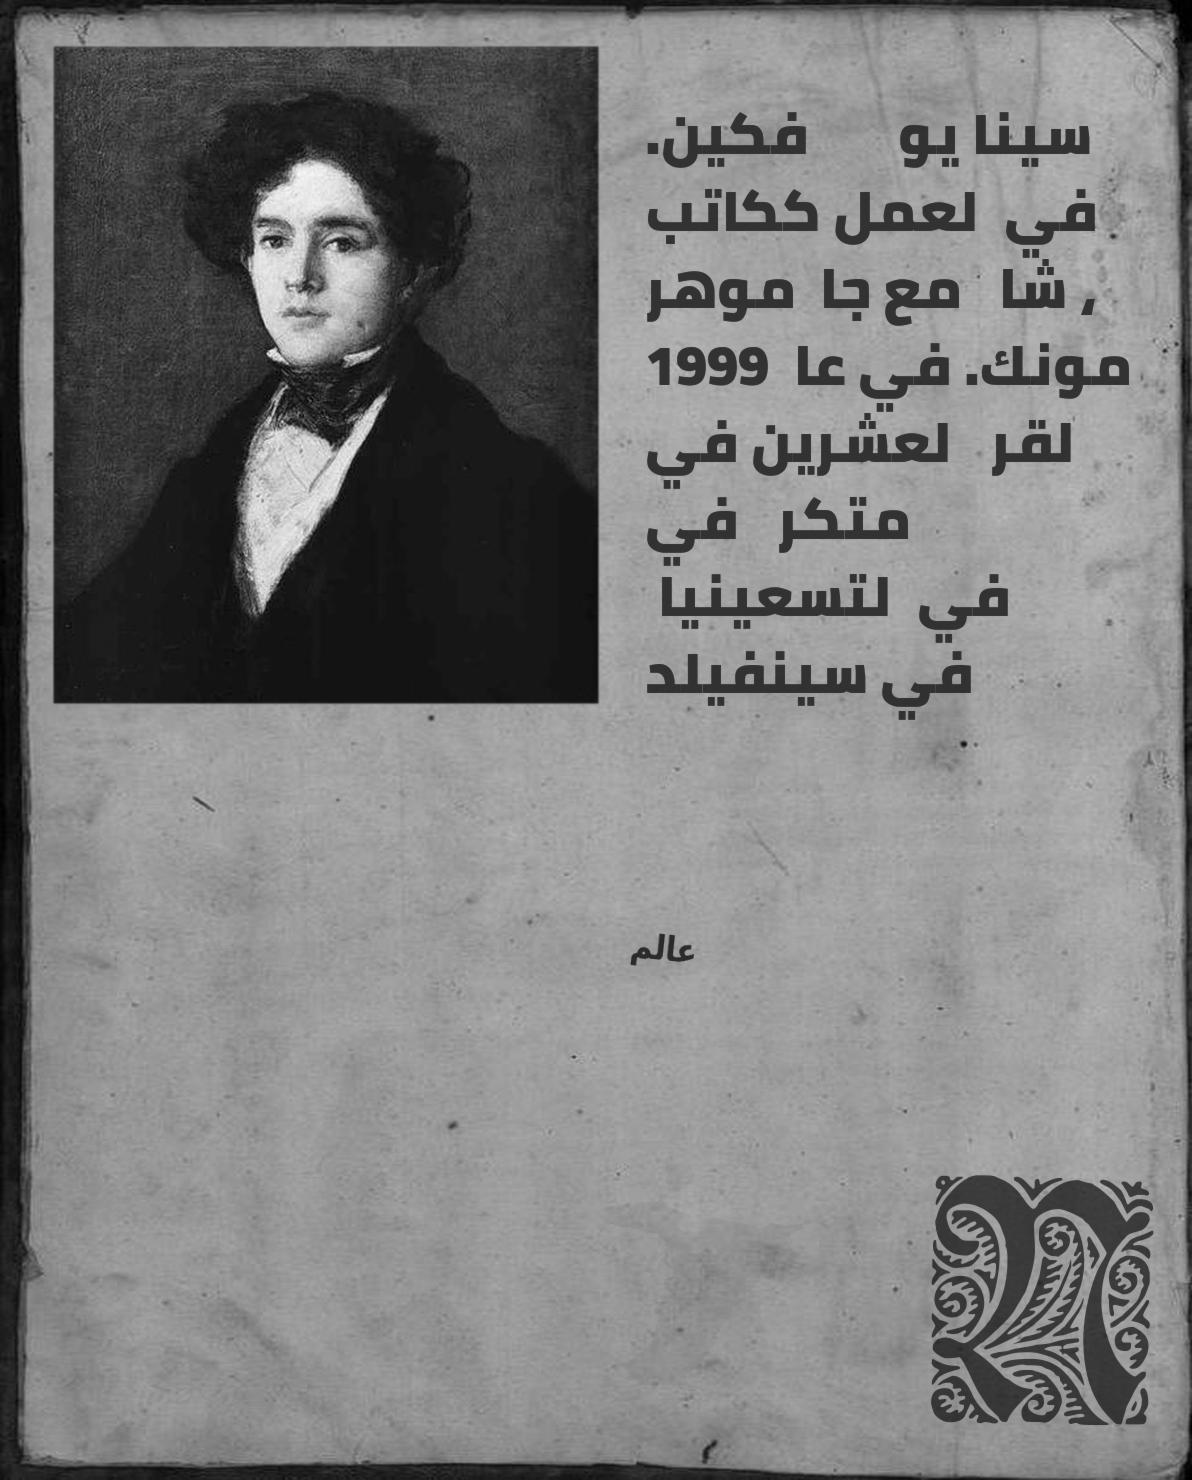 سينا يو فكين.
في لعمل ككاتب
, شا مع جا موهر
مونك. في عا 1999
لقر لعشرين في
متكر في
في لتسعينيا
في سينفيلد
عالم
N